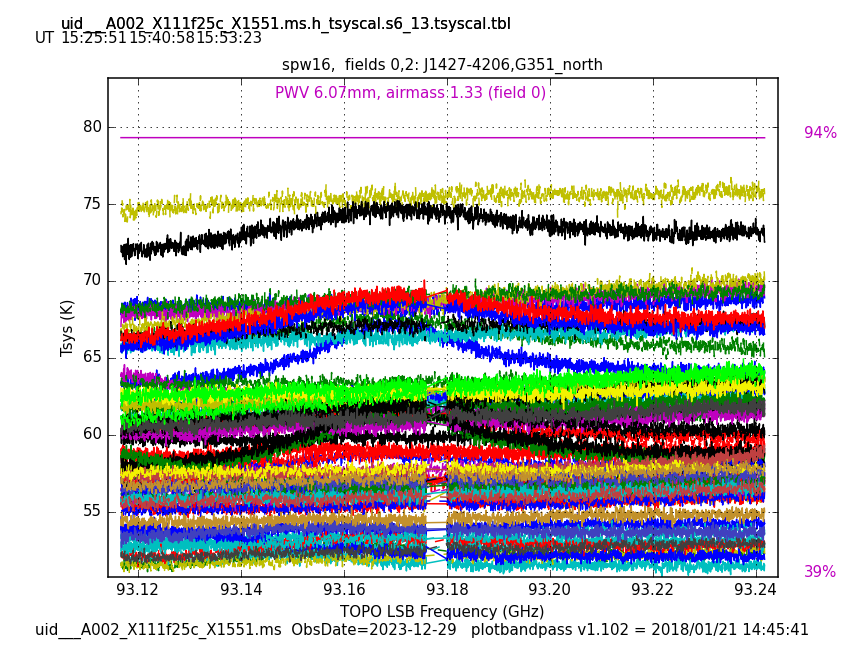 uid___A002_X111f25c_X1551.ms.h_tsyscal.s6_13.tsyscal.tbl
UT 15:25:51 15:40:58 15:53:23
spw16,  fields 0,2: J1427-4206,G351_north
PWV 6.07mm, airmass 1.33 (field 0)
94%
80
75
70
65
60
55
Tsys (K)
39%
93.12 93.14 93.16 93.18 93.20 93.22 93.24
TOPO LSB Frequency (GHz)
uid___A002_X111f25c_X1551.ms  ObsDate=2023-12-29   plotbandpass v1.102 = 2018/01/21 14:45:41